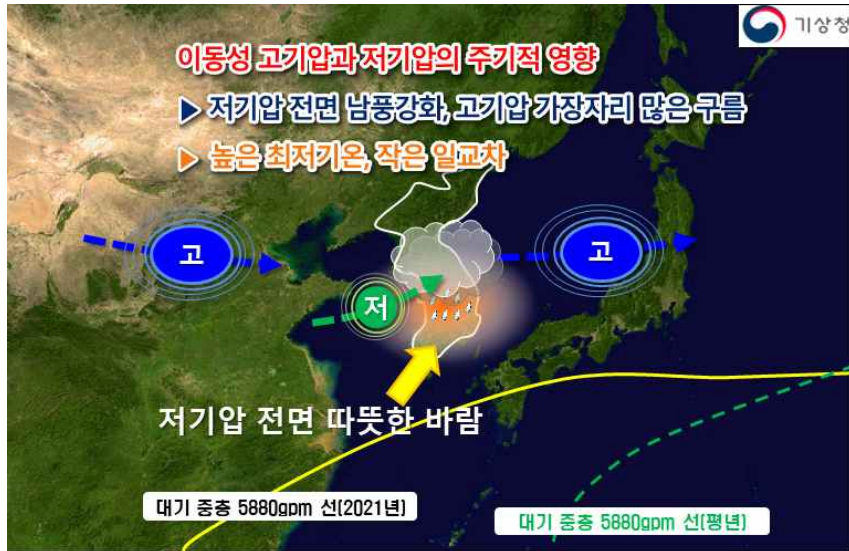 기상청
이동성 고기압과 저기압의 주기적 영향
▶ 저기압 전면 남풍강화, 고기압 가장자리 많은 구름
▶ 높은 최저기온, 작은 일교차
고
저
고
저기압 전면 따뜻한 바람
대기 중층 5880gpm 선(2021년)
대기 중층 5880gpm 선(평년)